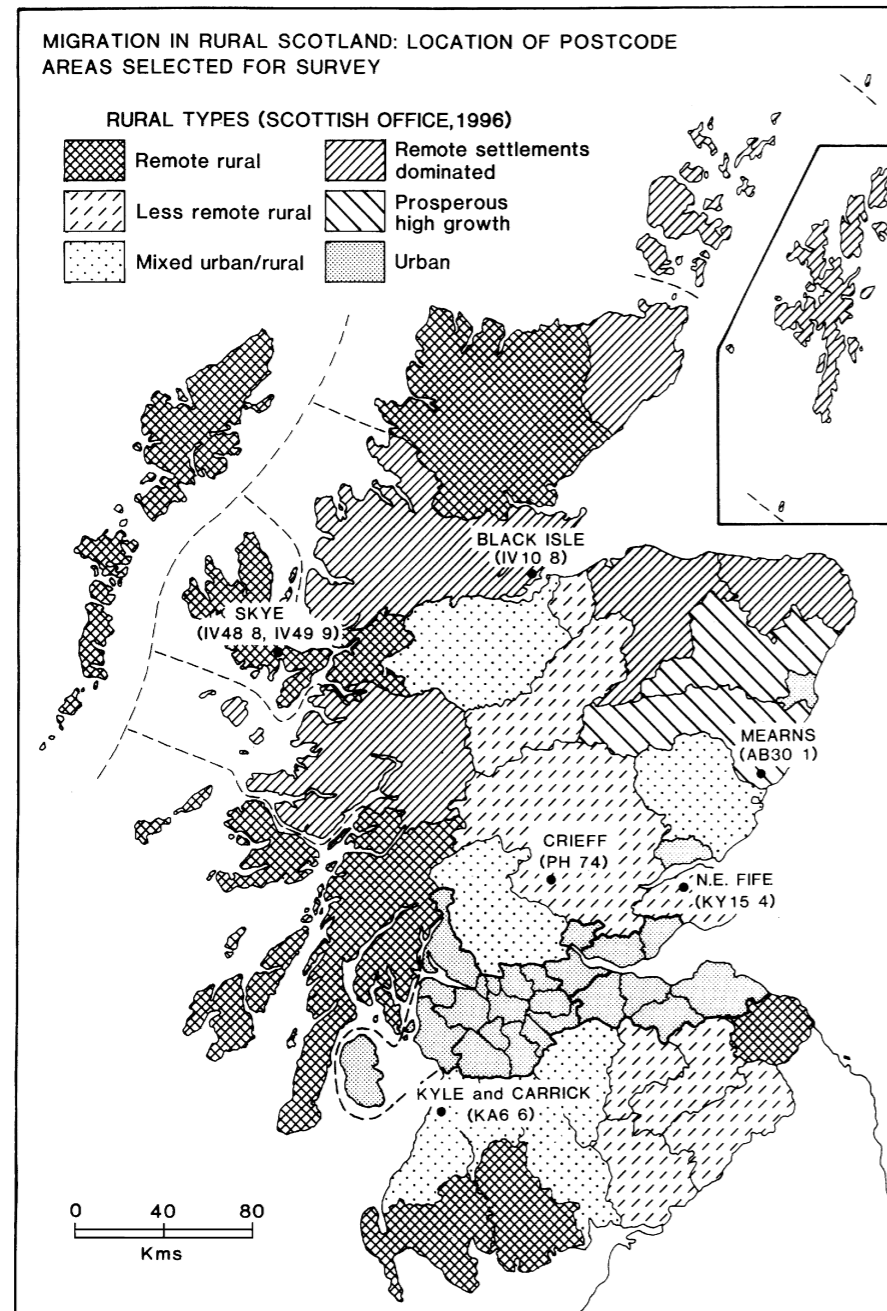 MIGRATION IN RURAL SCOTLAND: LOCATION OF POSTCODE
AREAS SELECTED FOR SURVEY
RURAL TYPES (SCOTTISH OFFICE,1996)
Remote rural
Remote settlements
dominated
Less remote rural
Prosperous
high growth
Mixed urban/rural
Urban
BLACK ISLE
(IV10 8)
SKYE
(IV48 8, IV49 9)
MEARNS
(AB30 1)
CRIEFF
(PH 74)
N.E. FIFE
(KY15 4)
KYLE and CARRICK
(KA6 6)
0 40 80
Kms